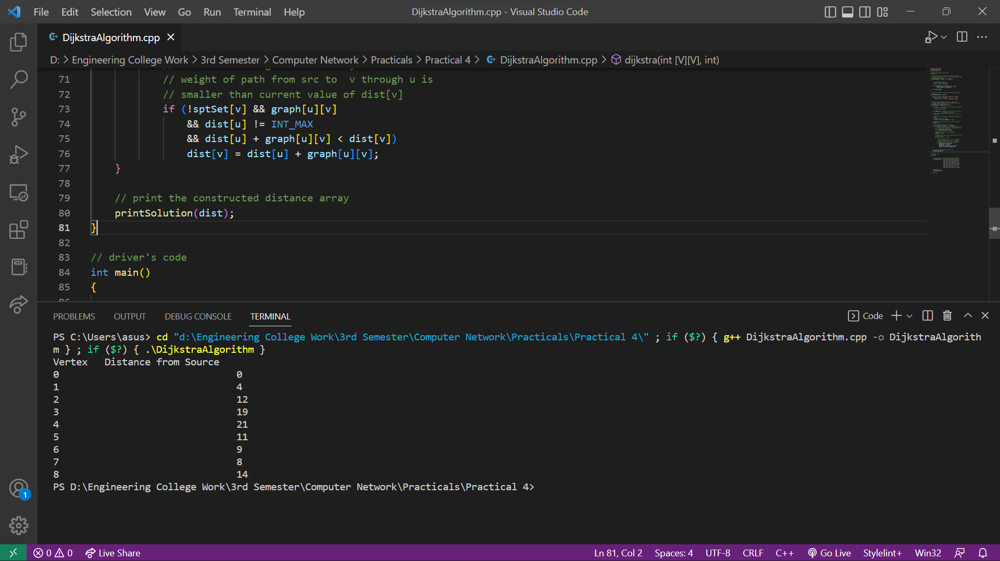 File Edit Selection View Go Run Terminal Help DijkstraAlgorithm.cpp - Visual Studio Code
DijkstraAlgorithm.cpp
D: > Engineering College Work > 3rd Semester > Computer Network > Practicals > Practical 4 > DijkstraAlgorithm.cpp > dijkstra(int [V][V], int)
71 // weight of path from src to  v through u is
72 // smaller than current value of dist[v]
73 if (!sptSet[v] && graph[u][v]
74 && dist[u] != INT_MAX
75 && dist[u] + graph[u][v] < dist[v])
76 dist[v] = dist[u] + graph[u][v];
77 }
78
79 // print the constructed distance array
80 printSolution(dist);
81 }
82
83 // driver's code
84 int main()
85 {
86
PROBLEMS OUTPUT DEBUG CONSOLE TERMINAL Code
PS C:\Users\asus> cd "d:\Engineering College Work\3rd Semester\Computer Network\Practicals\Practical 4\" ; if ($?) { g++ DijkstraAlgorithm.cpp -o DijkstraAlgorith
m } ; if ($?) { .\DijkstraAlgorithm }
Vertex   Distance from Source
0 0
1 4
2 12
3 19
4 21
5 11
6 9
7 8
8 14
PS D:\Engineering College Work\3rd Semester\Computer Network\Practicals\Practical 4>
1
0 0 Live Share Ln 81, Col 2 Spaces: 4 UTF-8 CRLF C++ Go Live Stylelint+ Win32